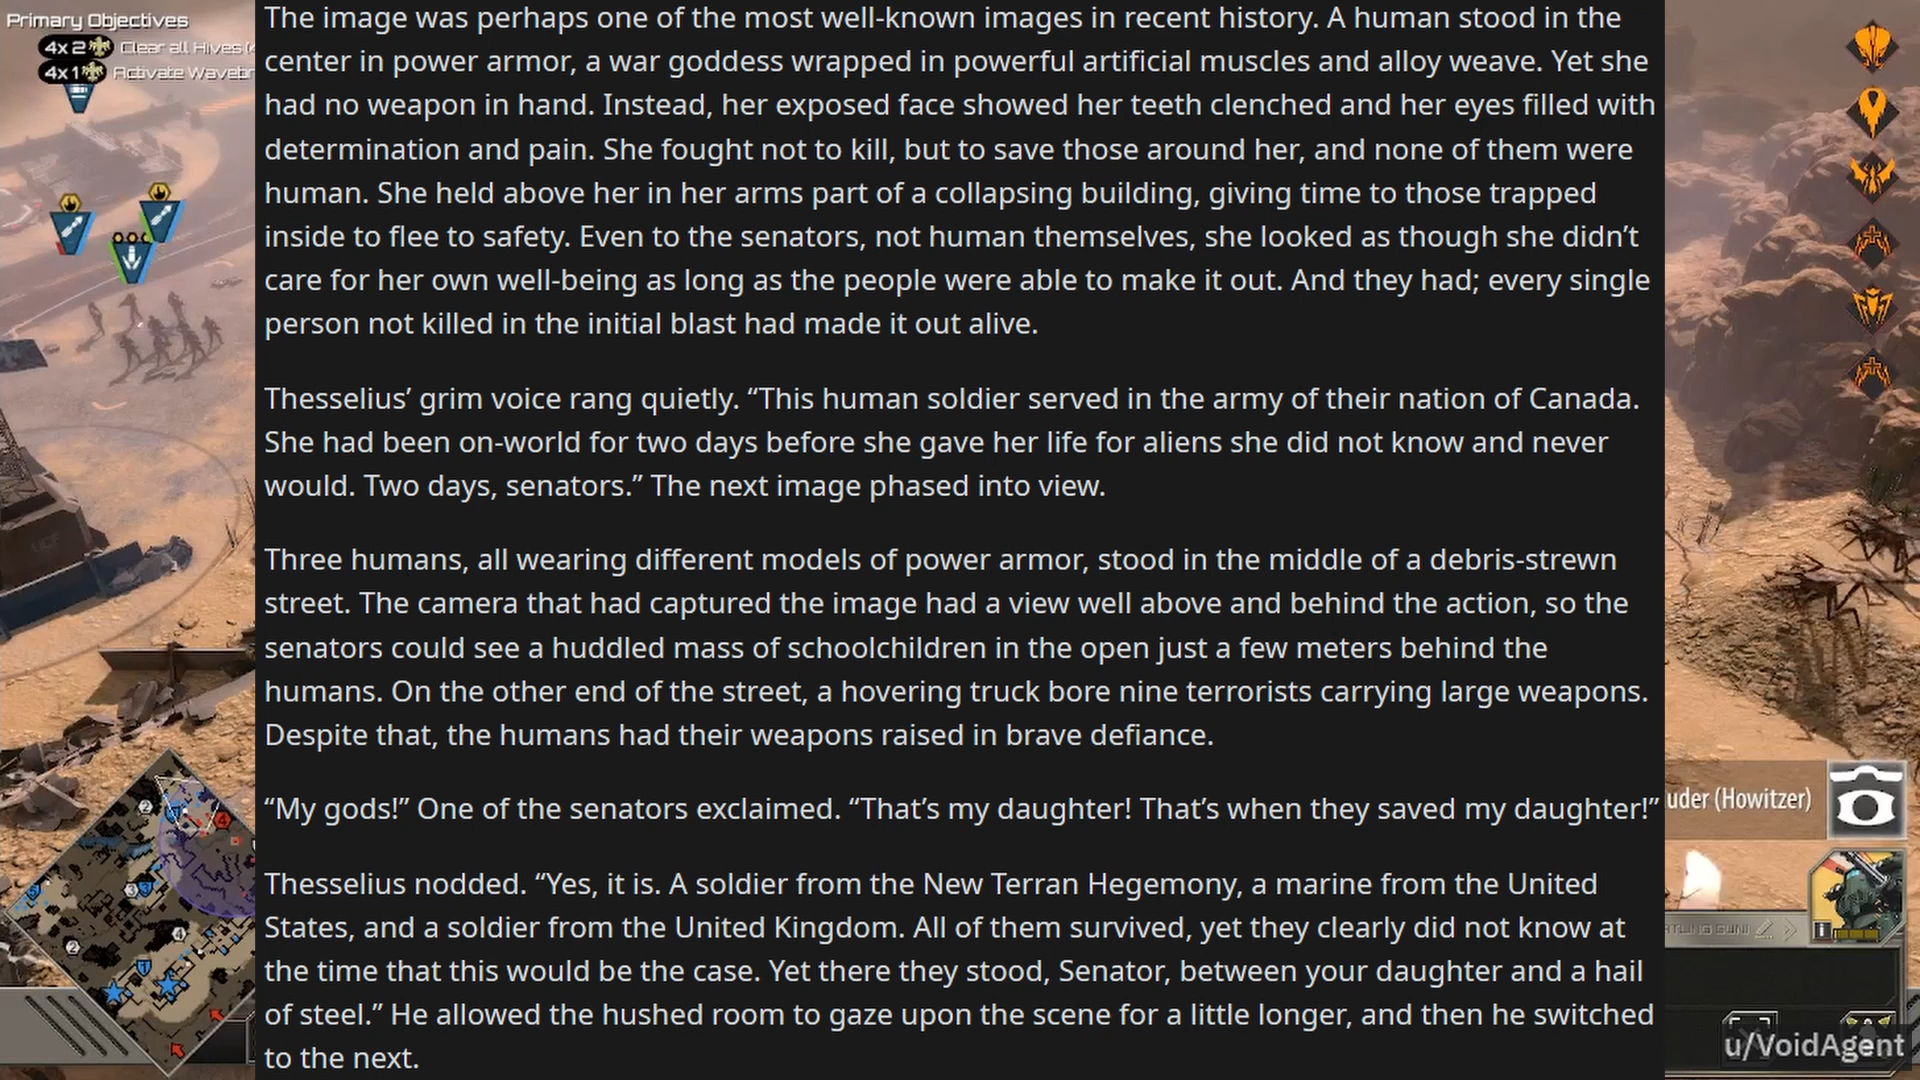 Primary Objectives
4x 2 Clear all Hives (
4x 1 Activate Wavebr
The image was perhaps one of the most well-known images in recent history. A human stood in the
center in power armor, a war goddess wrapped in powerful artificial muscles and alloy weave. Yet she
had no weapon in hand. Instead, her exposed face showed her teeth clenched and her eyes filled with
determination and pain. She fought not to kill, but to save those around her, and none of them were
human. She held above her in her arms part of a collapsing building, giving time to those trapped
inside to flee to safety. Even to the senators, not human themselves, she looked as though she didn’t
care for her own well-being as long as the people were able to make it out. And they had; every single
person not killed in the initial blast had made it out alive.
Thesselius’ grim voice rang quietly. “This human soldier served in the army of their nation of Canada.
She had been on-world for two days before she gave her life for aliens she did not know and never
would. Two days, senators.” The next image phased into view.
Three humans, all wearing different models of power armor, stood in the middle of a debris-strewn
street. The camera that had captured the image had a view well above and behind the action, so the
senators could see a huddled mass of schoolchildren in the open just a few meters behind the
humans. On the other end of the street, a hovering truck bore nine terrorists carrying large weapons.
Despite that, the humans had their weapons raised in brave defiance.
“My gods!” One of the senators exclaimed. “That’s my daughter! That’s when they saved my daughter!”
Thesselius nodded. “Yes, it is. A soldier from the New Terran Hegemony, a marine from the United
States, and a soldier from the United Kingdom. All of them survived, yet they clearly did not know at
the time that this would be the case. Yet there they stood, Senator, between your daughter and a hail
of steel.” He allowed the hushed room to gaze upon the scene for a little longer, and then he switched
to the next.
uder (Howitzer)
u/VoidAgent